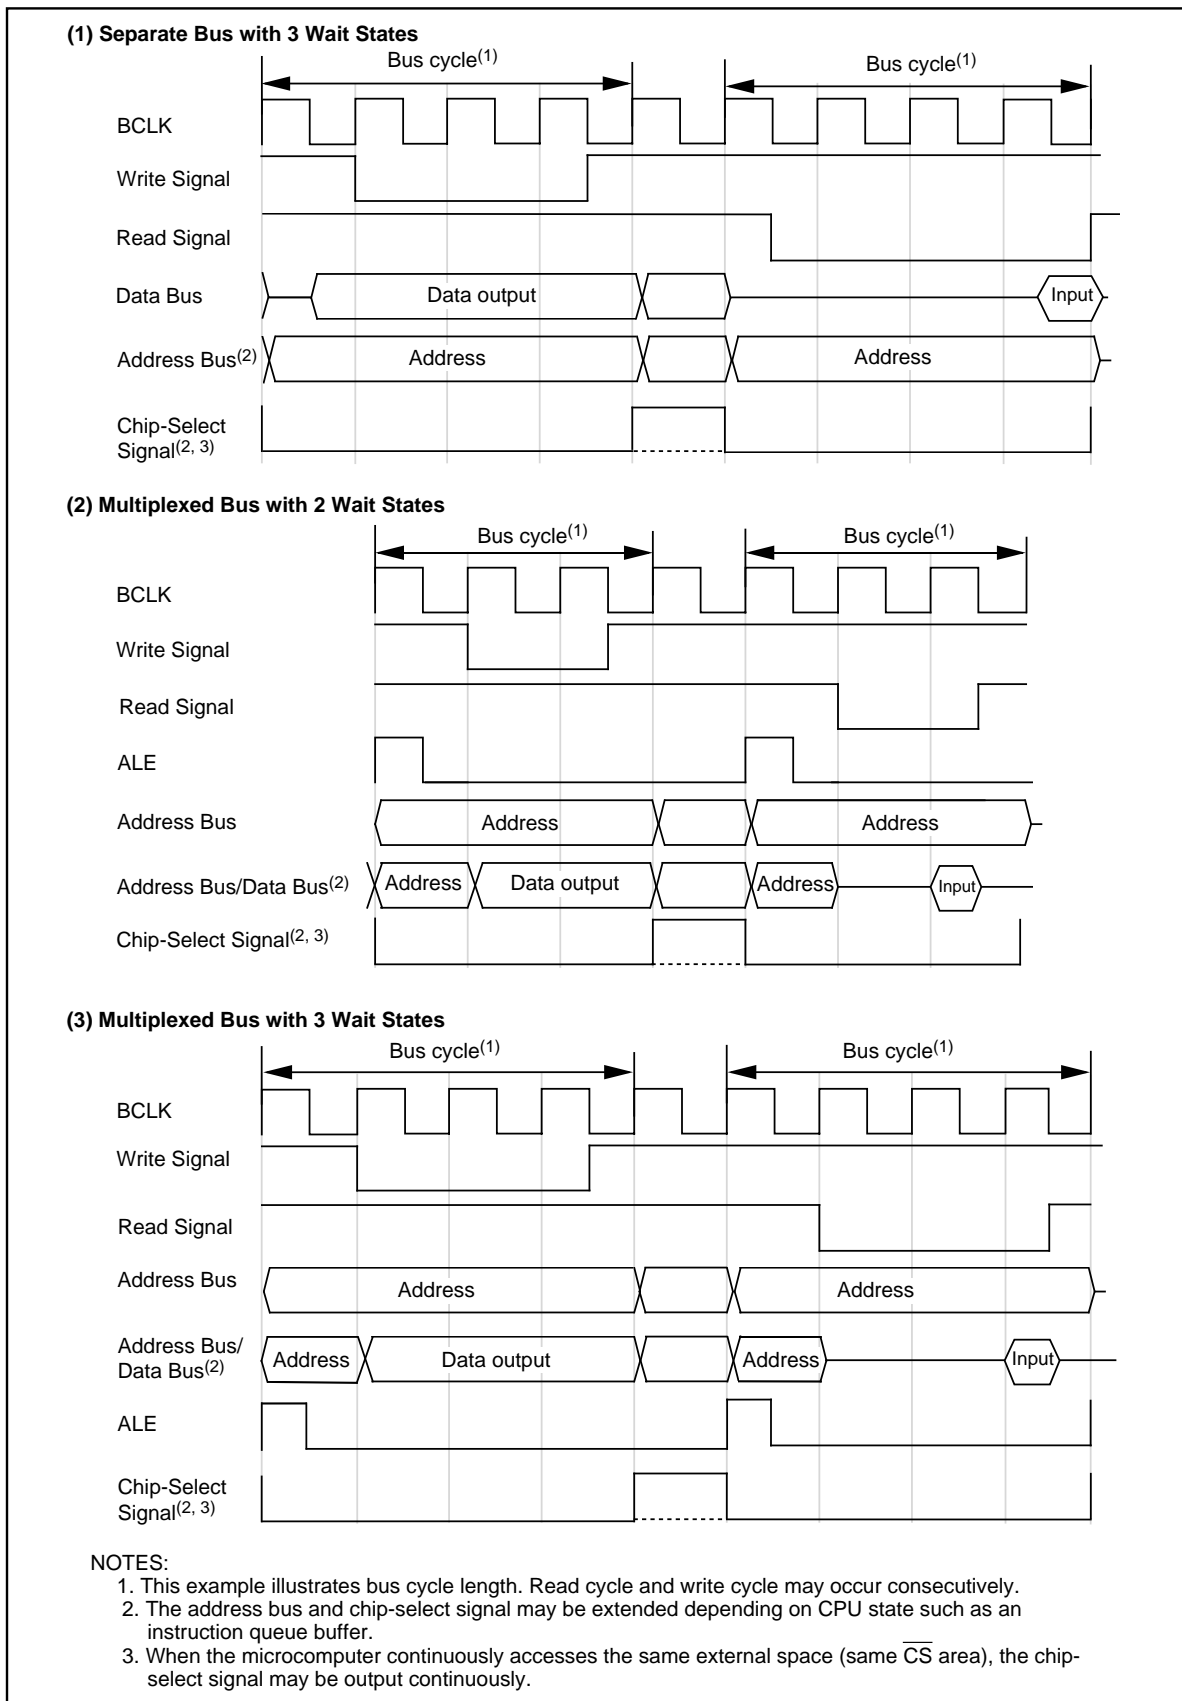 (1) Separate Bus with 3 Wait States
Bus cycle(1) Bus cycle(1)
BCLK
Write Signal
Read Signal
Data Bus Data output Input
Address Bus(2) Address Address
Chip-Select
Signal(2, 3)
(2) Multiplexed Bus with 2 Wait States
Bus cycle(1) Bus cycle(1)
BCLK
Write Signal
Read Signal
ALE
Address Bus Address Address
Address Bus/Data Bus(2) Address Data output Address Input
Chip-Select Signal(2, 3)
(3) Multiplexed Bus with 3 Wait States
Bus cycle(1) Bus cycle(1)
BCLK
Write Signal
Read Signal
Address Bus Address Address
Address Bus/
Data Bus(2) Address Data output Address Input
ALE
Chip-Select
Signal(2, 3)
NOTES:
1. This example illustrates bus cycle length. Read cycle and write cycle may occur consecutively.
2. The address bus and chip-select signal may be extended depending on CPU state such as an
instruction queue buffer.
3. When the microcomputer continuously accesses the same external space (same CS area), the chip-
select signal may be output continuously.